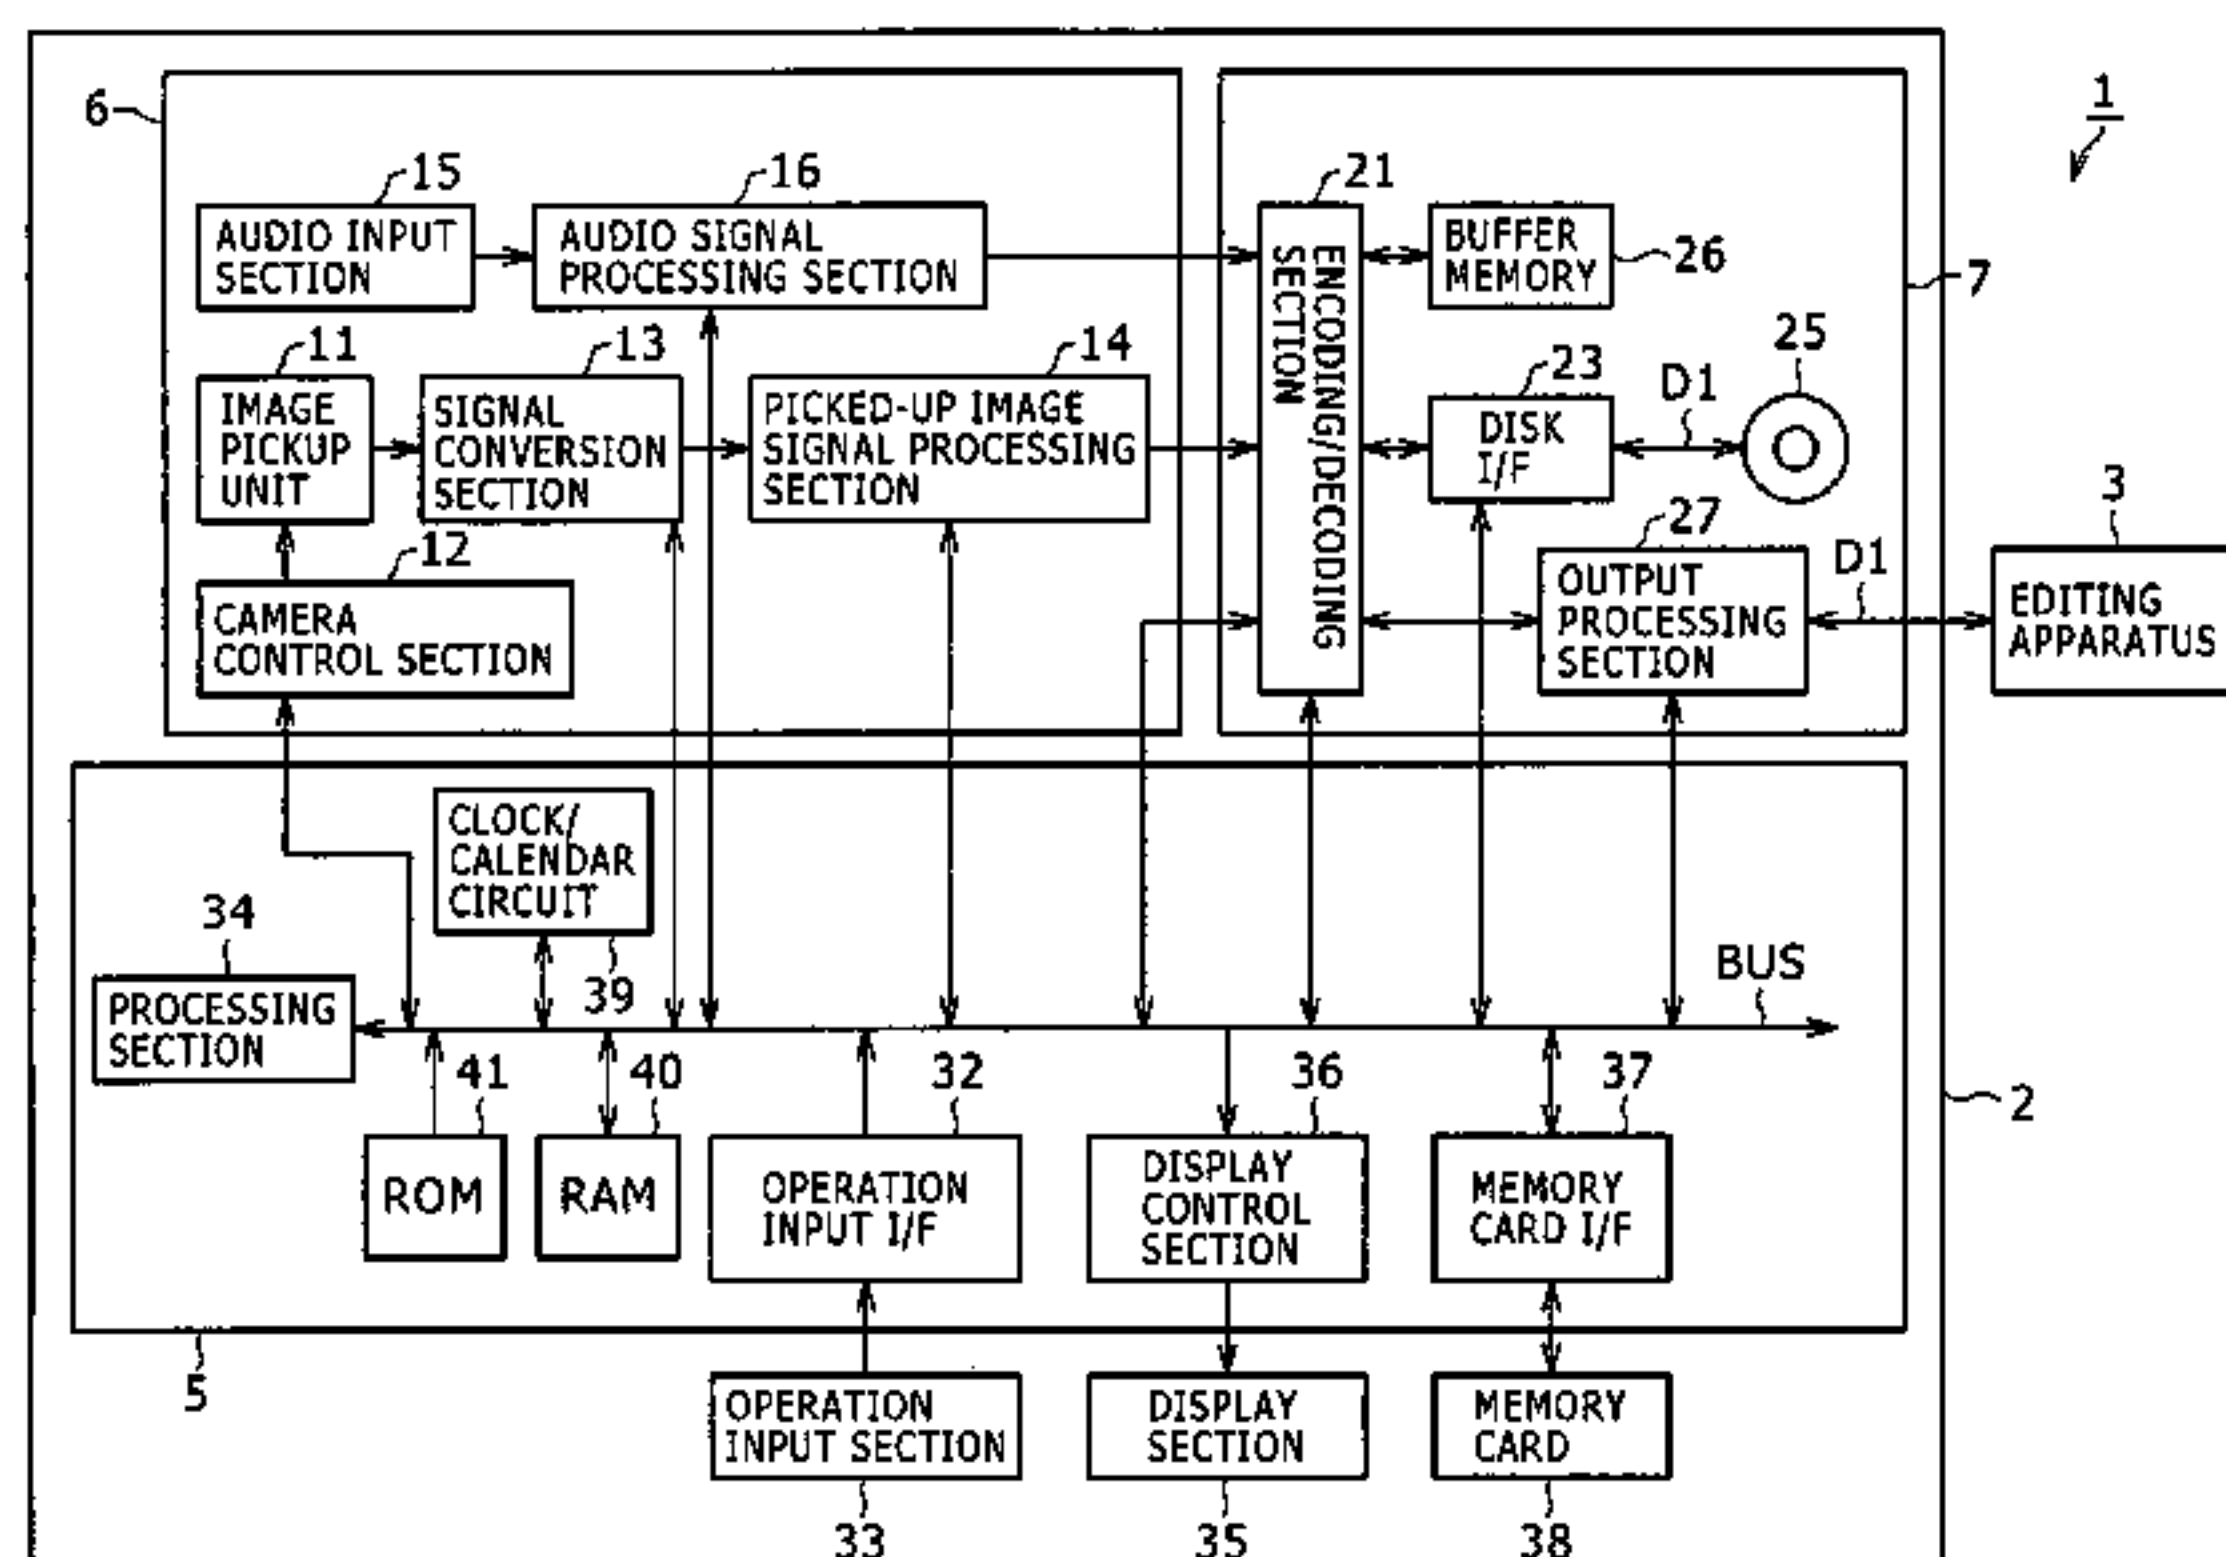 1
6
7
15
16
21
AUDIO INPUT
SECTION
AUDIO SIGNAL
PROCESSING SECTION
ENCODING/DECODING
SECTION
BUFFER
MEMORY
26
11
13
14
23
D1
25
IMAGE
PICKUP
UNIT
SIGNAL
CONVERSION
SECTION
PICKED-UP IMAGE
SIGNAL PROCESSING
SECTION
DISK
I/F
12
27
D1
3
CAMERA
CONTROL SECTION
OUTPUT
PROCESSING
SECTION
EDITING
APPARATUS
CLOCK/
CALENDAR
CIRCUIT
39
34
PROCESSING
SECTION
BUS
41
40
32
36
37
2
ROM
RAM
OPERATION
INPUT I/F
DISPLAY
CONTROL
SECTION
MEMORY
CARD I/F
5
OPERATION
INPUT SECTION
DISPLAY
SECTION
MEMORY
CARD
33
35
38